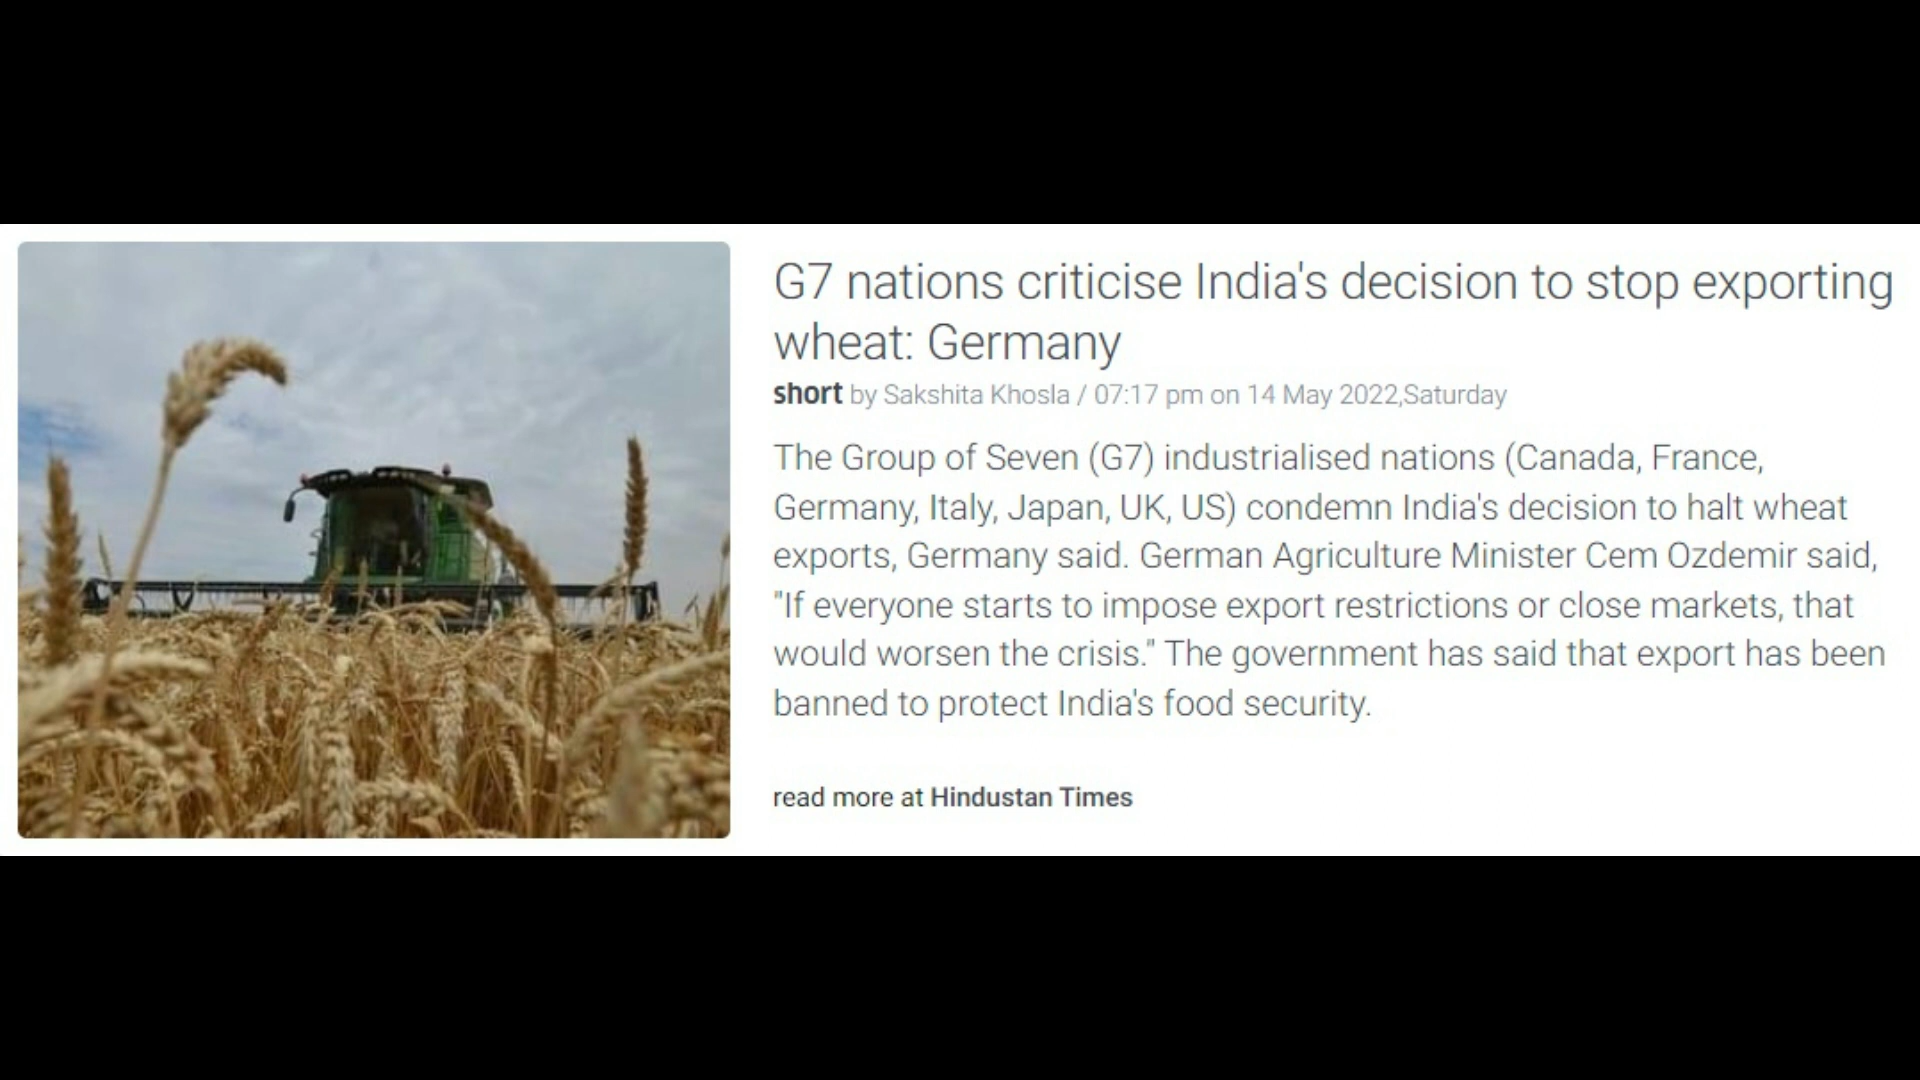 G7 nations criticise India's decision to stop exporting
wheat: Germany
short by Sakshita Khosla / 07:17 pm on 14 May 2022,Saturday
The Group of Seven (G7) industrialised nations (Canada, France,
Germany, Italy, Japan, UK, US) condemn India's decision to halt wheat
exports, Germany said. German Agriculture Minister Cem Ozdemir said,
"If everyone starts to impose export restrictions or close markets, that
would worsen the crisis." The government has said that export has been
banned to protect India's food security.
read more at Hindustan Times